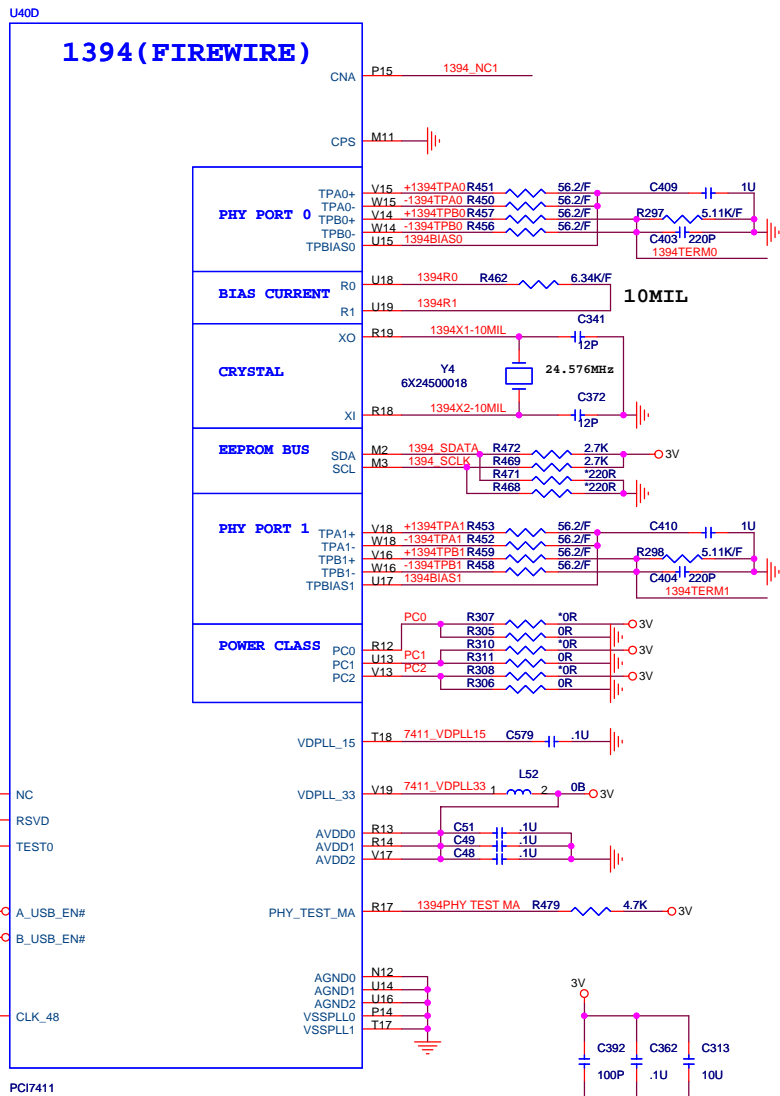 U40D
1394(FIREWIRE)
CNA P15 1394_NC1
CPS M11
PHY PORT 0
TPA0+ V15 +1394TPA0 R451 56.2/F C409 1U
TPA0- W15 -1394TPA0 R450 56.2/F
TPB0+ V14 +1394TPB0 R457 56.2/F R297 5.11K/F
TPB0- W14 -1394TPB0 R456 56.2/F C403 220P
TPBIAS0 U15 1394BIAS0 1394TERM0
BIAS CURRENT
R0 U18 1394R0 R462 6.34K/F
10MIL
R1 U19 1394R1
C341
XO R19 1394X1-10MIL 12P
CRYSTAL
Y4 24.576MHz
6X24500018
C372
XI R18 1394X2-10MIL 12P
EEPROM BUS
SDA M2 1394_SDATA R472 2.7K 3V
SCL M3 1394_SCLK R469 2.7K
R471 *220R
R468 *220R
PHY PORT 1
TPA1+ V18 +1394TPA1 R453 56.2/F C410 1U
TPA1- W18 -1394TPA1 R452 56.2/F
TPB1+ V16 +1394TPB1 R459 56.2/F R298 5.11K/F
TPB1- W16 -1394TPB1 R458 56.2/F C404 220P
TPBIAS1 U17 1394BIAS1 1394TERM1
PC0 R307 *0R 3V
R305 0R
POWER CLASS
PC0 R12 R310 *0R 3V
PC1 U13 PC1 R311 0R
PC2 V13 PC2 R308 *0R 3V
R306 0R
VDPLL_15 T18 7411_VDPLL15 C579 .1U
L52
NC VDPLL_33 V19 7411_VDPLL33 1 2 0B 3V
RSVD
AVDD0 R13 C51 .1U
TEST0 AVDD1 R14 C49 .1U
AVDD2 V17 C48 .1U
A_USB_EN# PHY_TEST_MA R17 1394PHY TEST MA R479 4.7K 3V
B_USB_EN#
AGND0 N12
AGND1 U14 3V
AGND2 U16
CLK_48 VSSPLL0 P14
VSSPLL1 T17
C392 C362 C313
100P .1U 10U
PCI7411